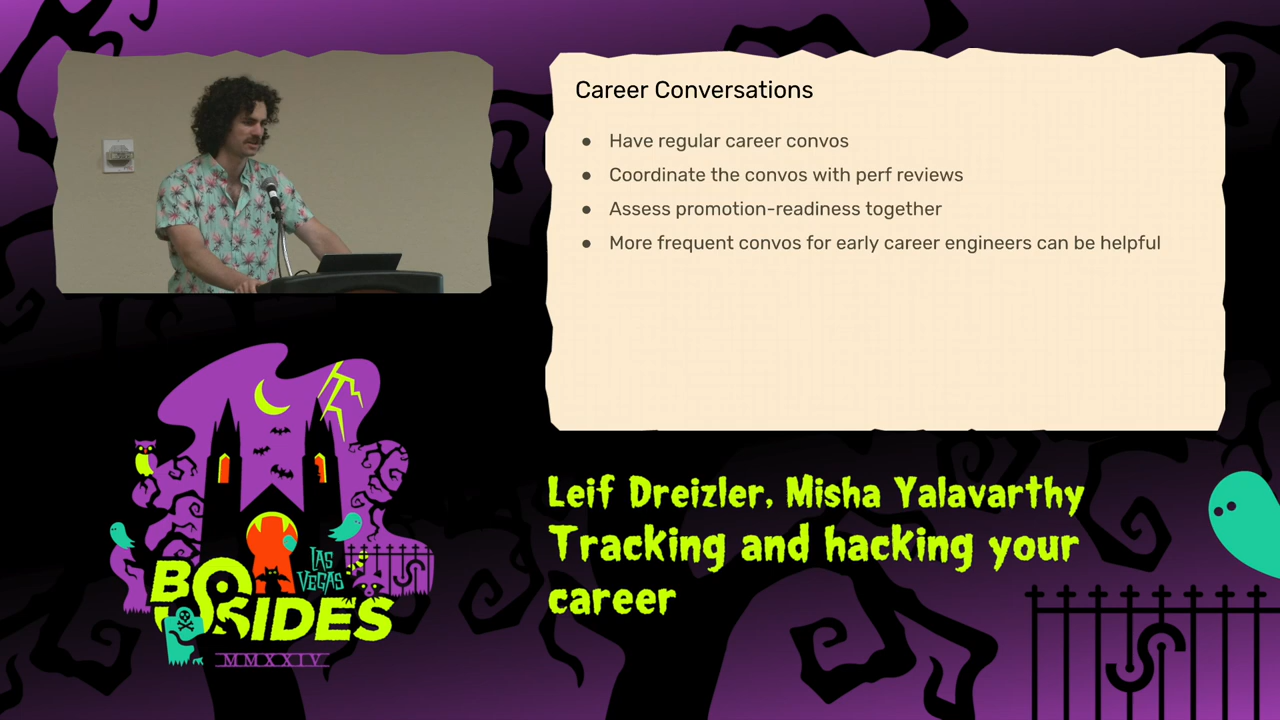 Career Conversations
Have regular career convos
Coordinate the convos with perf reviews
Assess promotion-readiness together
More frequent convos for early career engineers can be helpful
LAS
VEGAS
BSIDES
MMXXIV
Leif Dreizler, Misha Yalavarthy
Tracking and hacking your
career